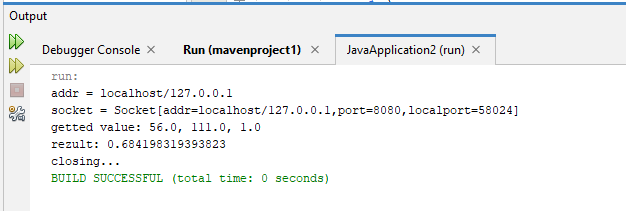 Output
Debugger Console × Run (mavenproject1) × JavaApplication2 (run) ×
run:
addr = localhost/127.0.0.1
socket = Socket[addr=localhost/127.0.0.1,port=8080,localport=58024]
getted value: 56.0, 111.0, 1.0
rezult: 0.684198319393823
closing...
BUILD SUCCESSFUL (total time: 0 seconds)